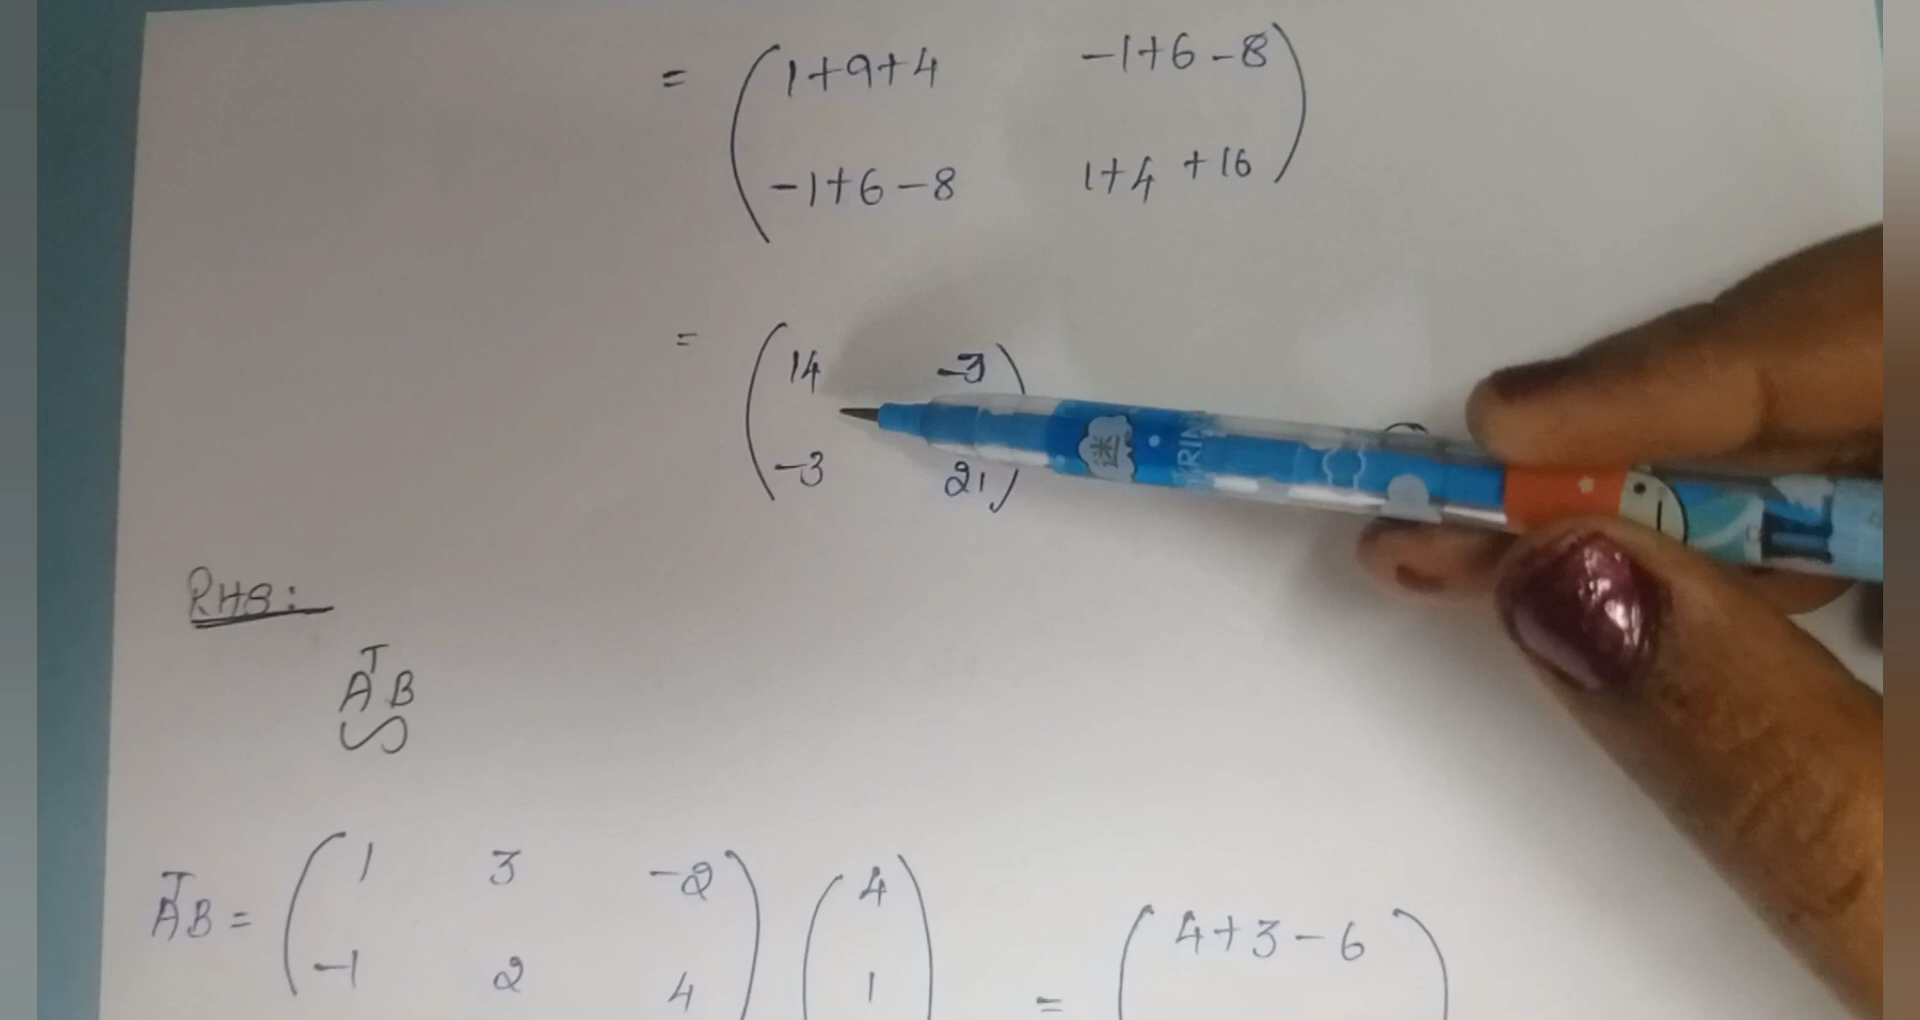 = ( 1+9+4 -1+6-8 )
-1+6-8 1+4+16
= ( 14 -3 )
-3 21
RHS:
AᵀB
AᵀB = ( 1 3 -2 ) ( 4 ) = ( 4+3-6 )
-1 2 4 1